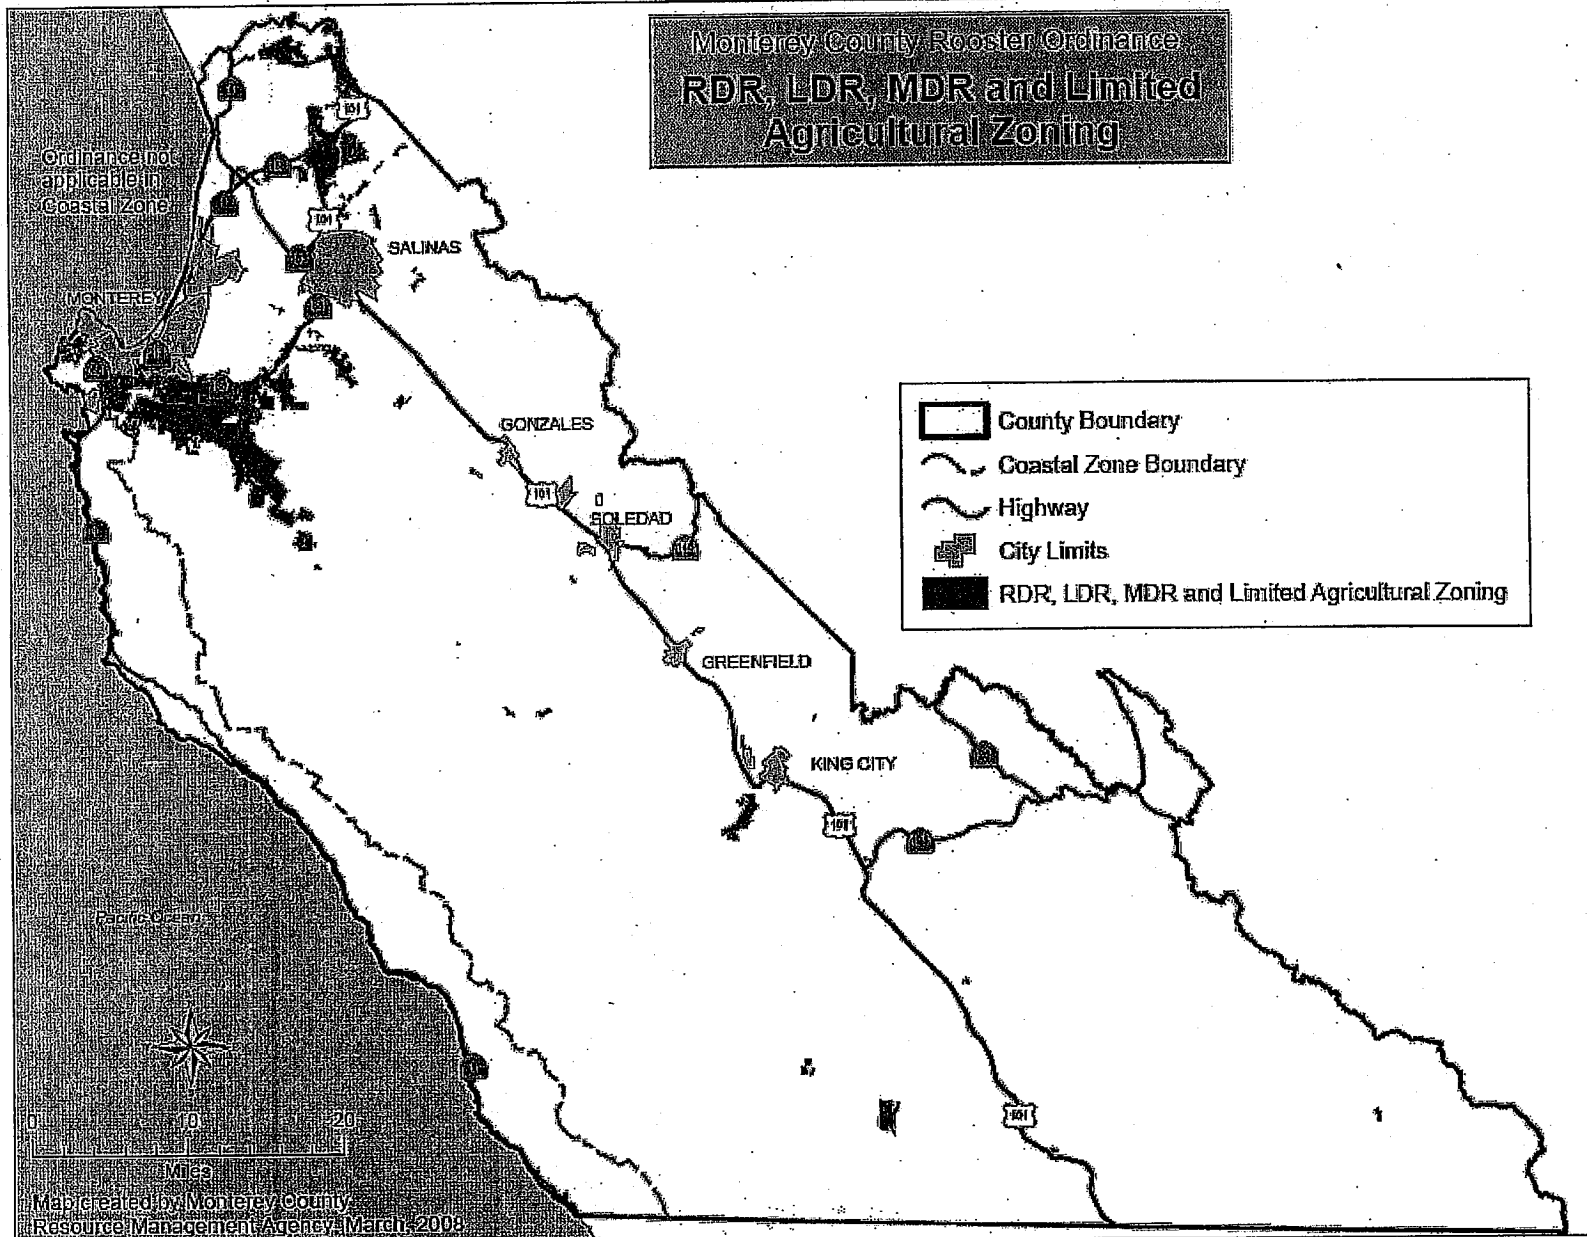 Monterey County Rooster Ordinance
RDR, LDR, MDR and Limited
Agricultural Zoning
101
Ordinance not
applicable in
Coastal Zone
101
SALINAS
MONTEREY
County Boundary
Coastal Zone Boundary
Highway
City Limits
RDR, LDR, MDR and Limited Agricultural Zoning
GONZALES
101
SOLEDAD
GREENFIELD
KING CITY
101
Pacific Ocean
101
0 10 20
Miles
Map created by Monterey County
Resource Management Agency, March, 2008